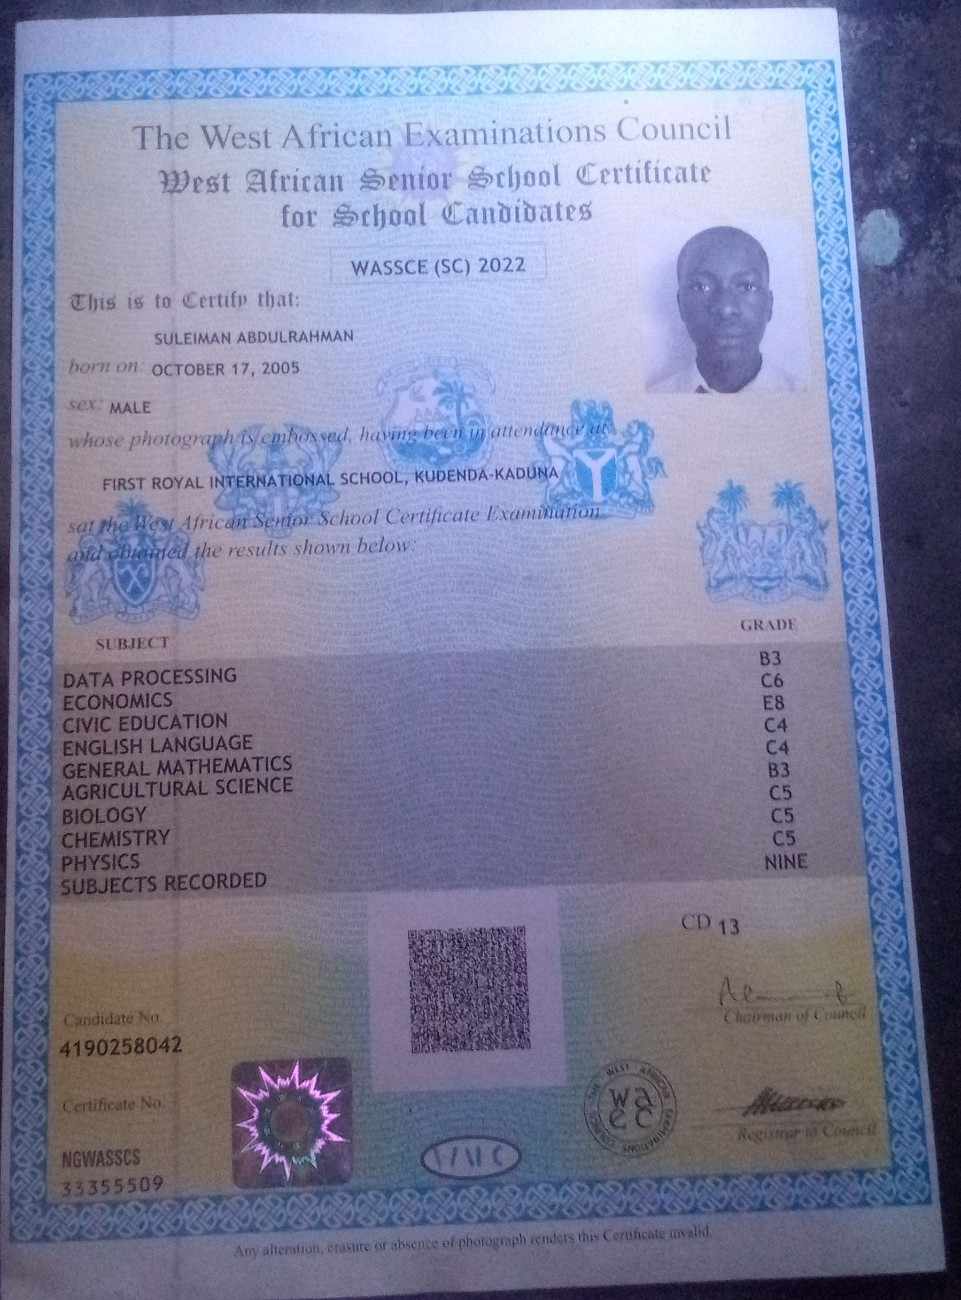 The West African Examinations Council
West African Senior School Certificate
for School Candidates
WASSCE (SC) 2022
This is to Certify that:
SULEIMAN ABDULRAHMAN
born on: OCTOBER 17, 2005
sex: MALE
whose photograph is embossed, having been in attendance at
FIRST ROYAL INTERNATIONAL SCHOOL, KUDENDA-KADUNA
sat the West African Senior School Certificate Examination
and obtained the results shown below:
SUBJECT GRADE
DATA PROCESSING B3
ECONOMICS C6
CIVIC EDUCATION E8
ENGLISH LANGUAGE C4
GENERAL MATHEMATICS C4
AGRICULTURAL SCIENCE B3
BIOLOGY C5
CHEMISTRY C5
PHYSICS C5
SUBJECTS RECORDED NINE
CD 13
Chairman of Council
Candidate No.
4190258042
Certificate No.
NGWASSCS
33355509
THE WEST AFRICAN EXAMINATIONS COUNCIL
Registrar to Council
Any alteration, erasure or absence of photograph renders this Certificate invalid.